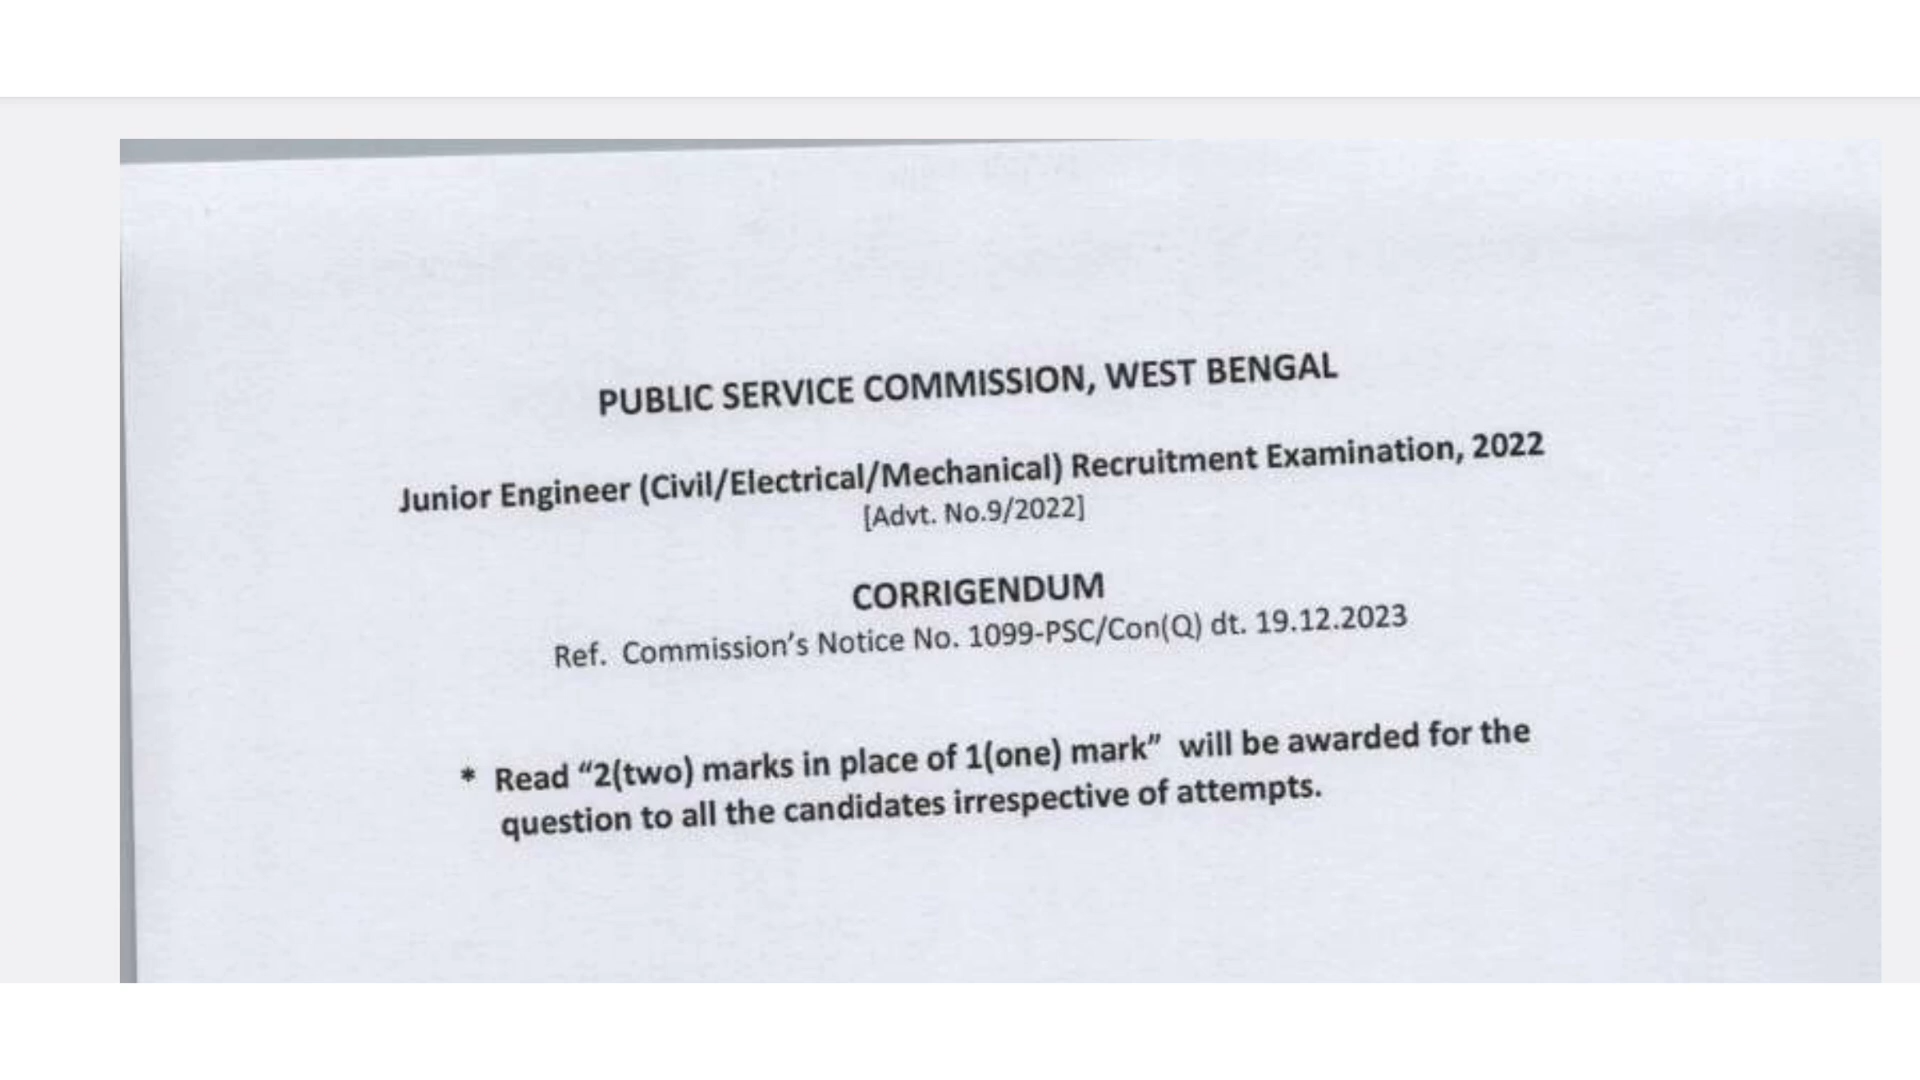 PUBLIC SERVICE COMMISSION, WEST BENGAL
Junior Engineer (Civil/Electrical/Mechanical) Recruitment Examination, 2022
[Advt. No.9/2022]
CORRIGENDUM
Ref. Commission's Notice No. 1099-PSC/Con(Q) dt. 19.12.2023
* Read “2(two) marks in place of 1(one) mark” will be awarded for the
question to all the candidates irrespective of attempts.